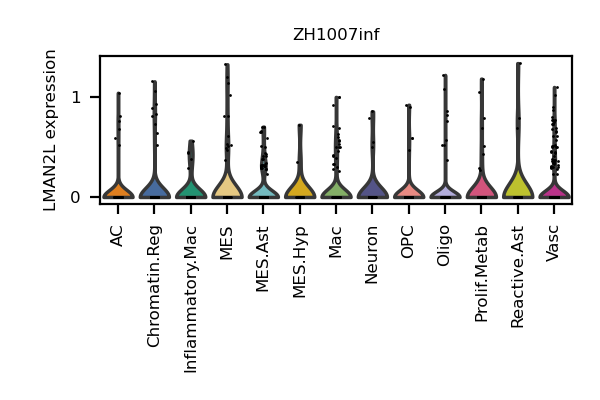 ZH1007inf
LMAN2L expression
1
0
AC
Chromatin.Reg
Inflammatory.Mac
MES
MES.Ast
MES.Hyp
Mac
Neuron
OPC
Oligo
Prolif.Metab
Reactive.Ast
Vasc